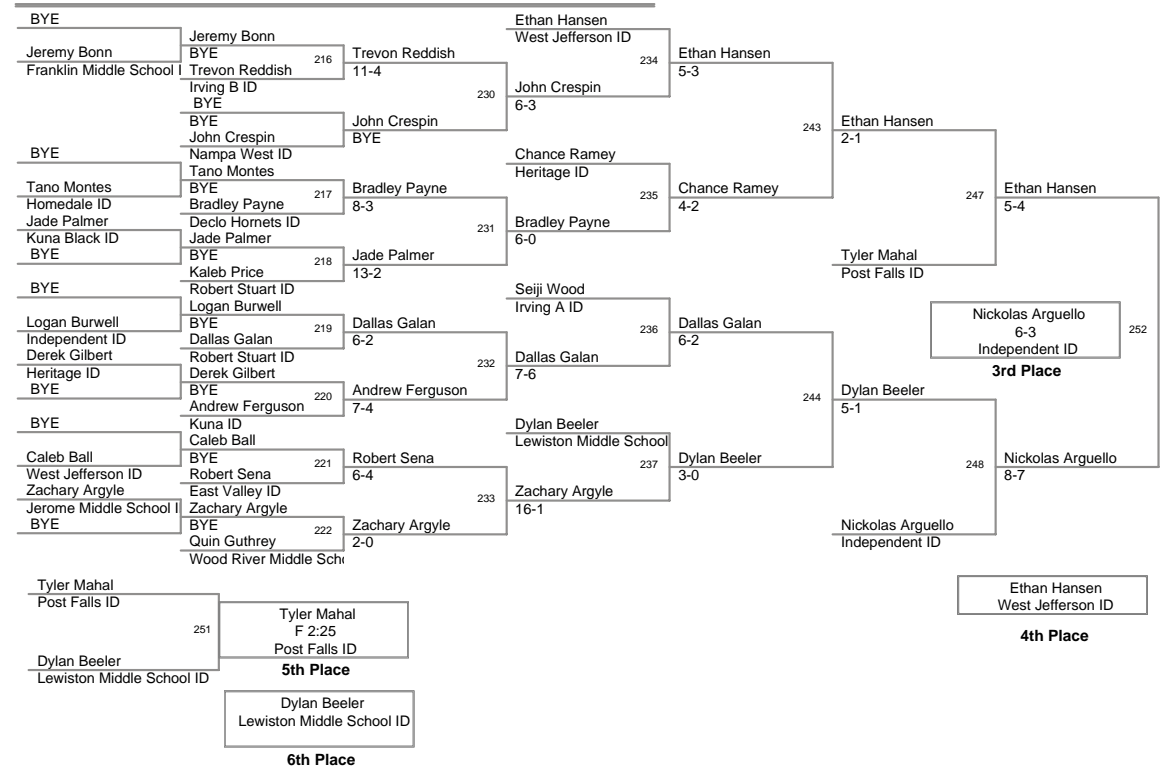 BYE
Jeremy Bonn
Franklin Middle School I
BYE
Tano Montes
Homedale ID
Jade Palmer
Kuna Black ID
BYE
BYE
Logan Burwell
Independent ID
Derek Gilbert
Heritage ID
BYE
BYE
Caleb Ball
West Jefferson ID
Zachary Argyle
Jerome Middle School I
BYE
Jeremy Bonn
BYE
216
Trevon Reddish
Irving B ID
BYE
BYE
John Crespin
Nampa West ID
Tano Montes
BYE
217
Bradley Payne
Declo Hornets ID
Jade Palmer
BYE
218
Kaleb Price
Robert Stuart ID
Logan Burwell
BYE
219
Dallas Galan
Robert Stuart ID
Derek Gilbert
BYE
220
Andrew Ferguson
Kuna ID
Caleb Ball
BYE
221
Robert Sena
East Valley ID
Zachary Argyle
BYE
222
Quin Guthrey
Wood River Middle Scho
Trevon Reddish
11-4
230
John Crespin
BYE
Bradley Payne
8-3
231
Jade Palmer
13-2
Dallas Galan
6-2
232
Andrew Ferguson
7-4
Robert Sena
6-4
233
Zachary Argyle
2-0
Ethan Hansen
West Jefferson ID
234
John Crespin
6-3
Chance Ramey
Heritage ID
235
Bradley Payne
6-0
Seiji Wood
Irving A ID
236
Dallas Galan
7-6
Dylan Beeler
Lewiston Middle School
237
Zachary Argyle
16-1
Ethan Hansen
5-3
243
Chance Ramey
4-2
Dallas Galan
6-2
244
Dylan Beeler
3-0
Ethan Hansen
2-1
247
Tyler Mahal
Post Falls ID
Dylan Beeler
5-1
248
Nickolas Arguello
Independent ID
Ethan Hansen
5-4
Nickolas Arguello
6-3
Independent ID
252
3rd Place
Nickolas Arguello
8-7
Ethan Hansen
West Jefferson ID
4th Place
Tyler Mahal
Post Falls ID
251
Dylan Beeler
Lewiston Middle School ID
Tyler Mahal
F 2:25
Post Falls ID
5th Place
Dylan Beeler
Lewiston Middle School ID
6th Place